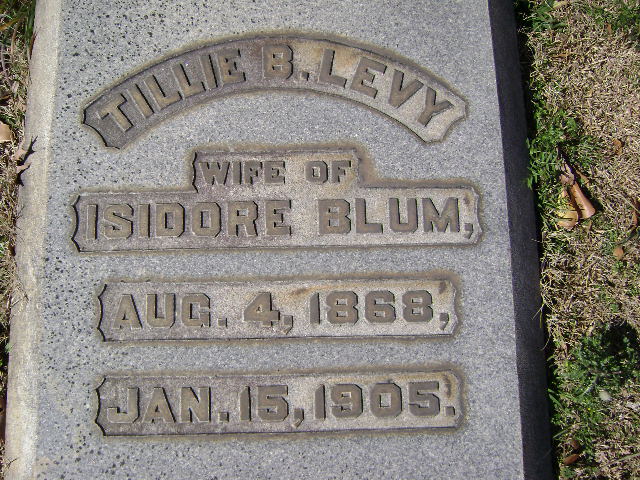 TILLIE B. LEVY
WIFE OF
ISIDORE BLUM,
AUG. 4, 1868,
JAN. 15, 1905.